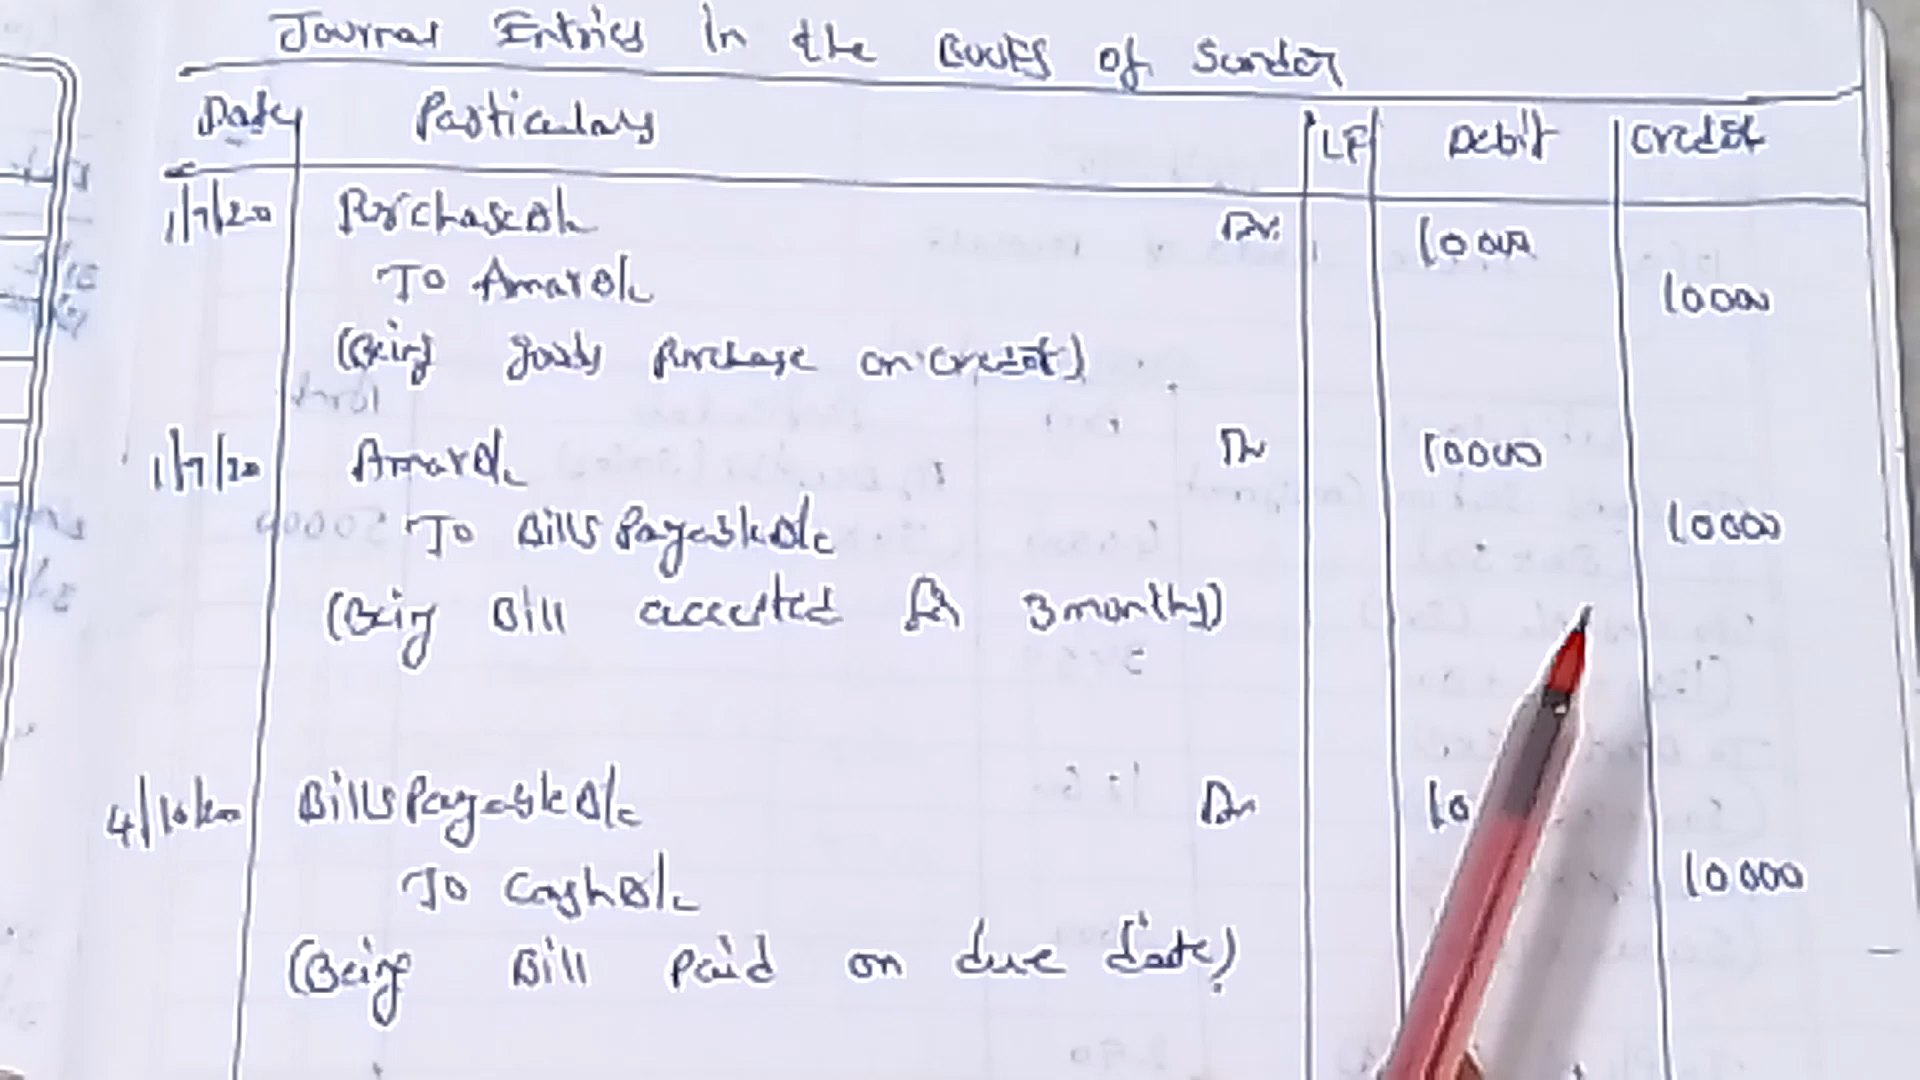 Journal Entries in the Books of Sundar
Date Particulars LF Debit Credit
1/7/20 Purchase A/c Dr. 10000
To Amar A/c 10000
(Being goods purchase on credit)
1/7/20 Amar A/c Dr 10000
To Bills Payable A/c 10000
(Being Bill accepted for 3 months)
4/10/20 Bills Payable A/c Dr 10
To Cash A/c 10000
(Being Bill paid on due date)